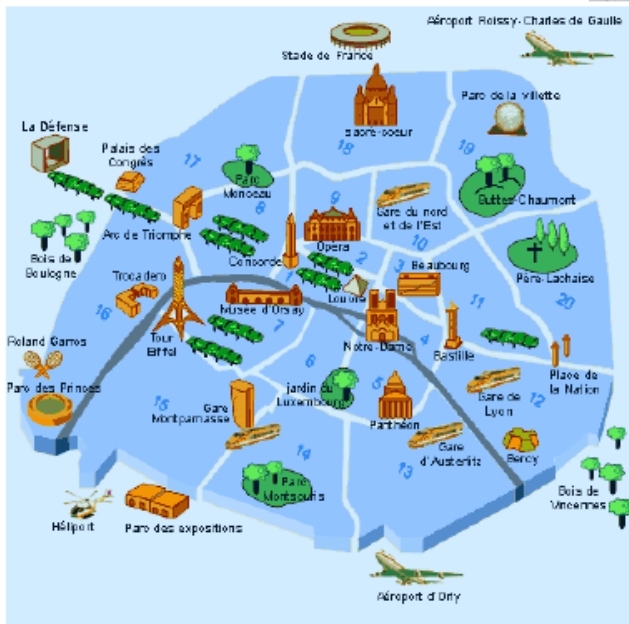 Aéroport Roissy-Charles de Gaulle
Stade de France
Parc de la villette
sacré-coeur
La Défense
Palais des
Congrès
17
18
19
Parc
Monceau
Buttes-Chaumont
8
9
Gare du nord
et de l'Est
10
Arc de Triomphe
Opéra
Bois de
Boulogne
Concorde
2
3
Beaubourg
Père-Lachaise
Trocadero
1
Louvre
11
20
16
Musée d'Orsay
7
Tour
Eiffel
Notre-Dame
4
Bastille
Roland Garros
Place de
la Nation
6
5
Parc des Princes
jardin du
Luxembourg
Gare de
Lyon
12
15
Gare
Montparnasse
Panthéon
Gare
d'Austerlitz
Bercy
14
13
Parc
Montsouris
Bois de
Vincennes
Héliport
Parc des expositions
Aéroport d'Orly